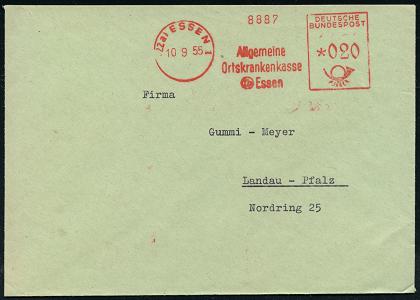 8887
(22a) ESSEN 1
10.9.55
Allgemeine
Ortskrankenkasse
Essen
DEUTSCHE
BUNDESPOST
*020
Firma
Gummi - Meyer
Landau - Pfalz
Nordring 25